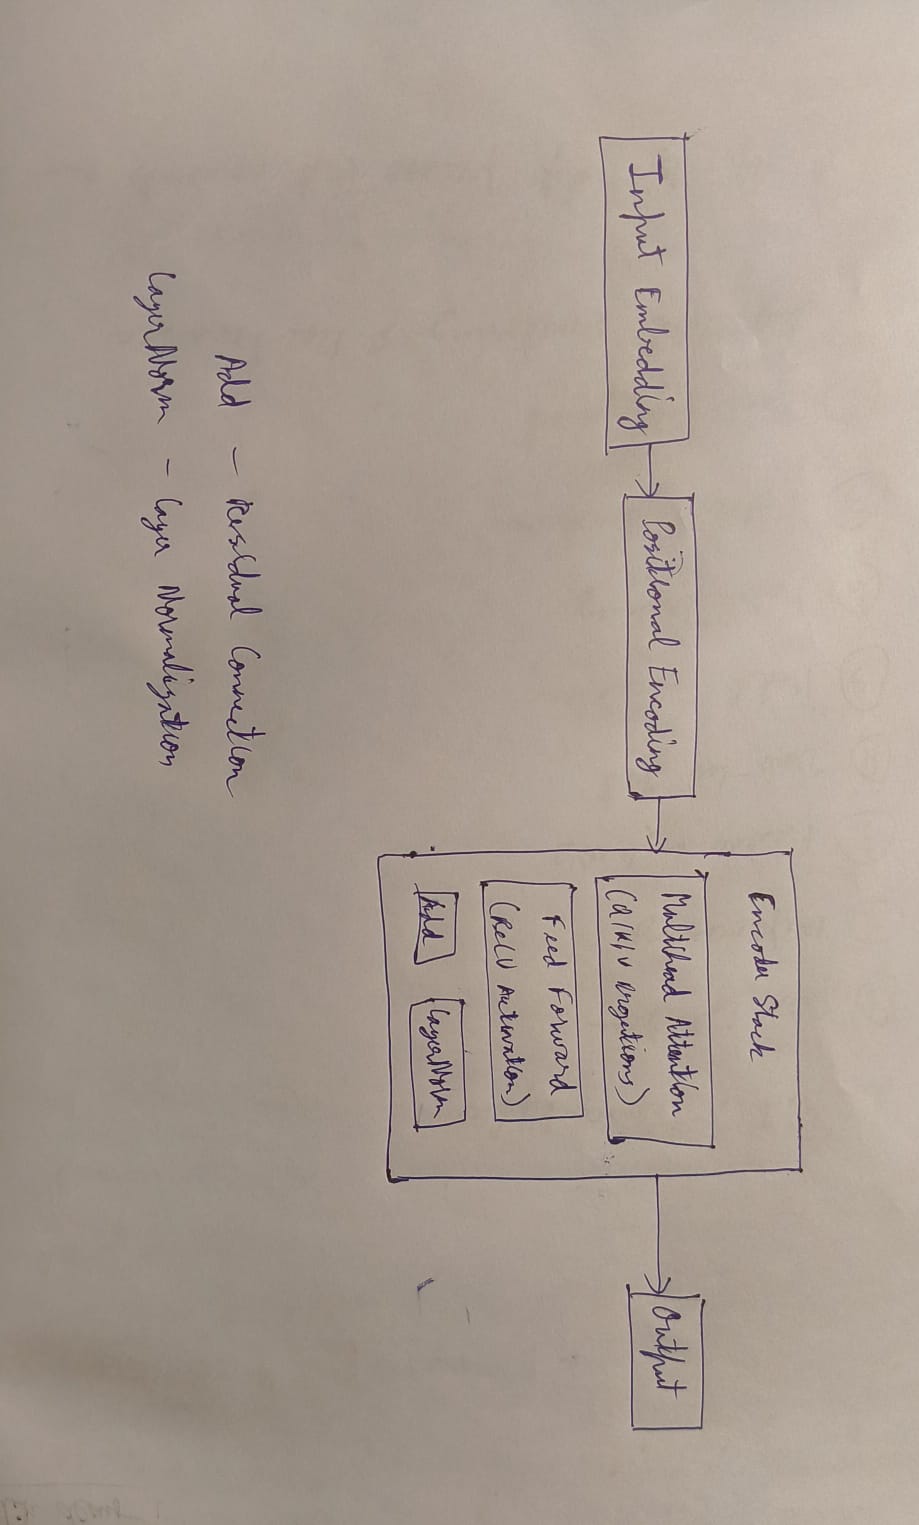 Input Embedding
Positional Encoding
Encoder Stack
Multihead Attention
(Q/K/V Projections)
Feed Forward
(ReLU Activation)
Add
LayerNorm
Output
Add - Residual Connection
LayerNorm - Layer Normalization